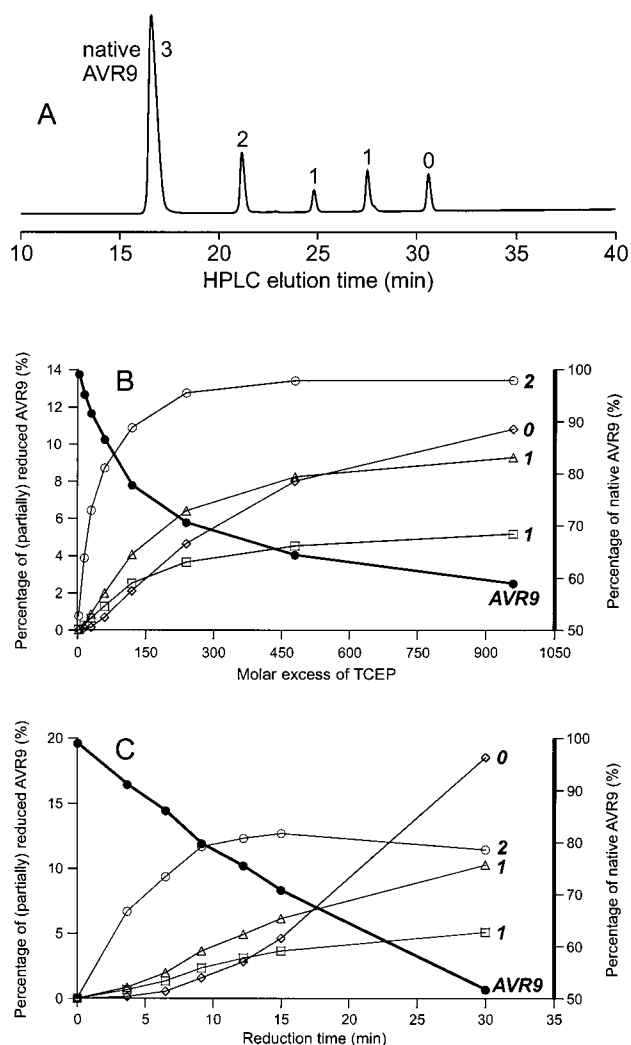 native
AVR9
3
A
2
1
1
0
10 15 20 25 30 35 40
HPLC elution time (min)
B
Percentage of (partially) reduced AVR9 (%)
14
12
10
8
6
4
2
0
2
0
1
1
AVR9
100
90
80
70
60
50
Percentage of native AVR9 (%)
0 150 300 450 600 750 900 1050
Molar excess of TCEP
C
Percentage of (partially) reduced AVR9 (%)
20
15
10
5
0
0
2
1
1
AVR9
100
90
80
70
60
50
Percentage of native AVR9 (%)
0 5 10 15 20 25 30 35
Reduction time (min)